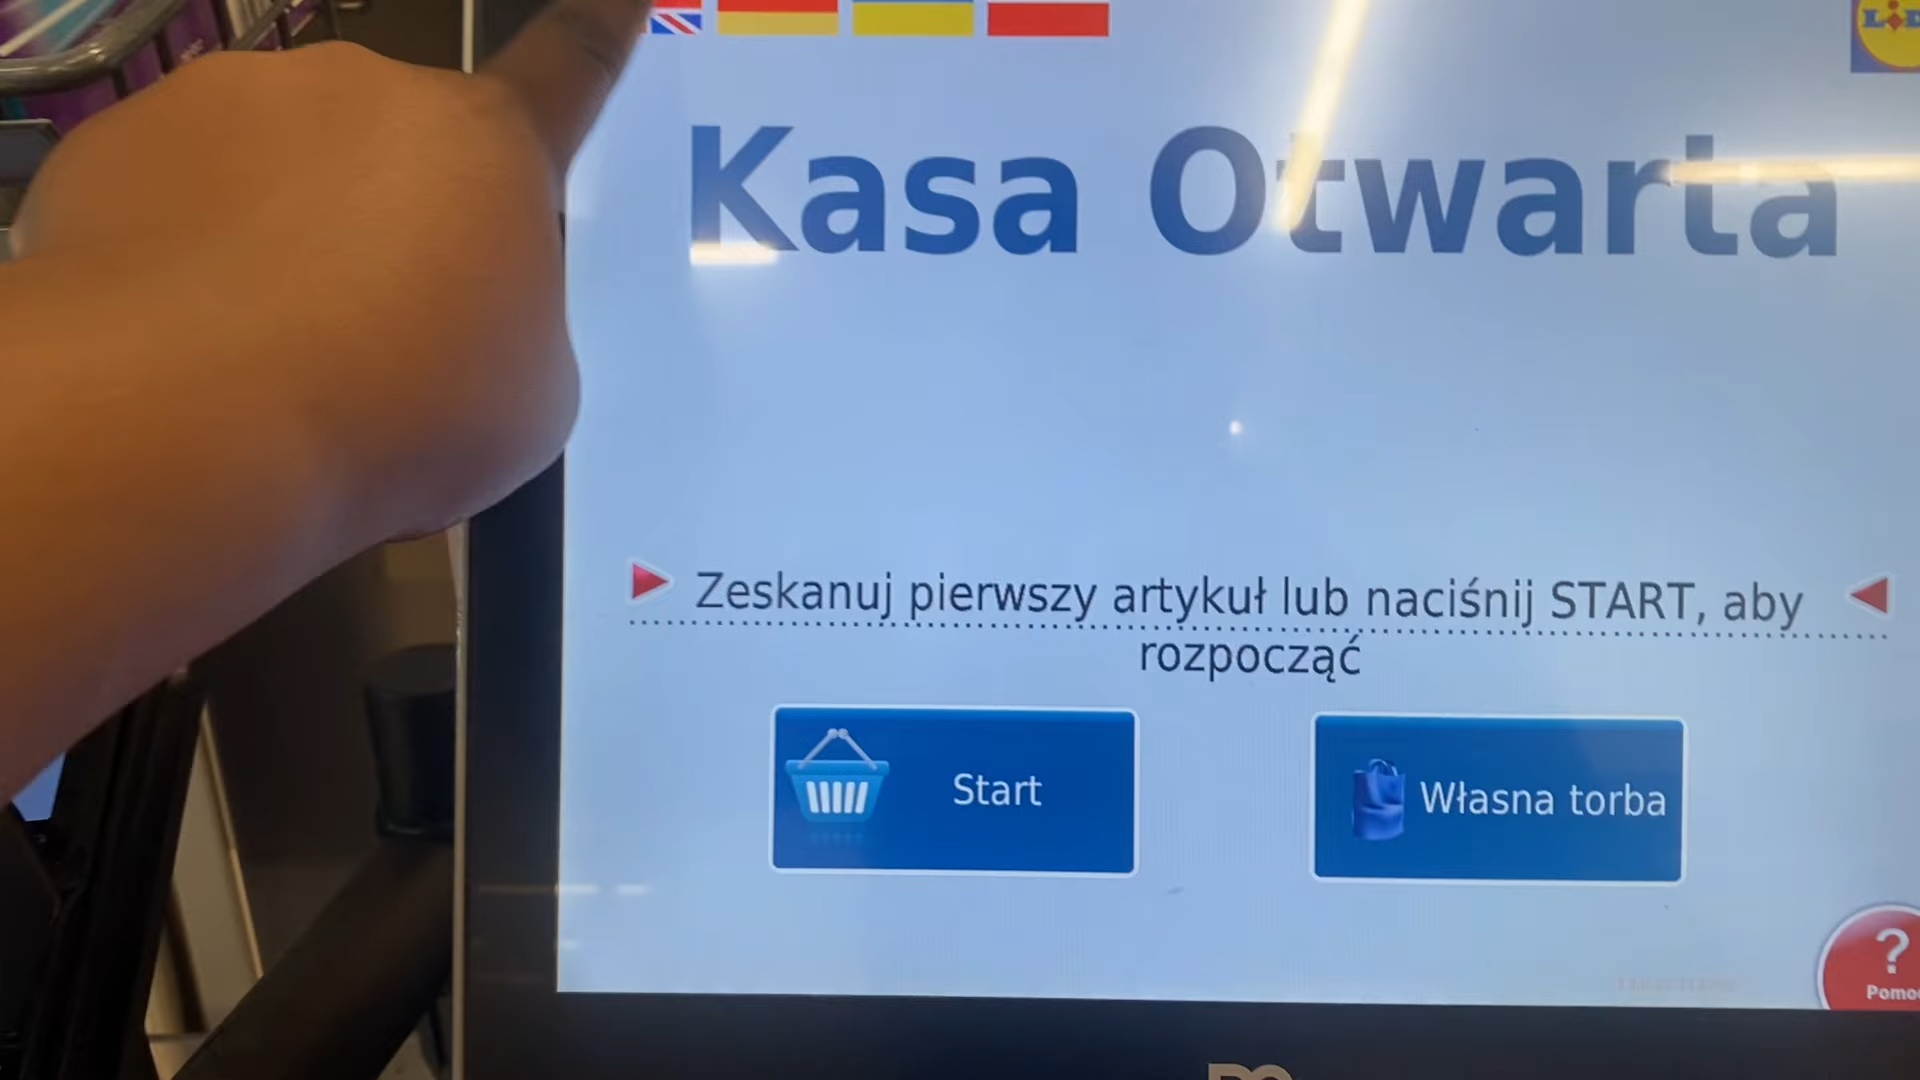 Kasa Otwarta
Zeskanuj pierwszy artykuł lub naciśnij START, aby
rozpocząć
Start
Własna torba
?